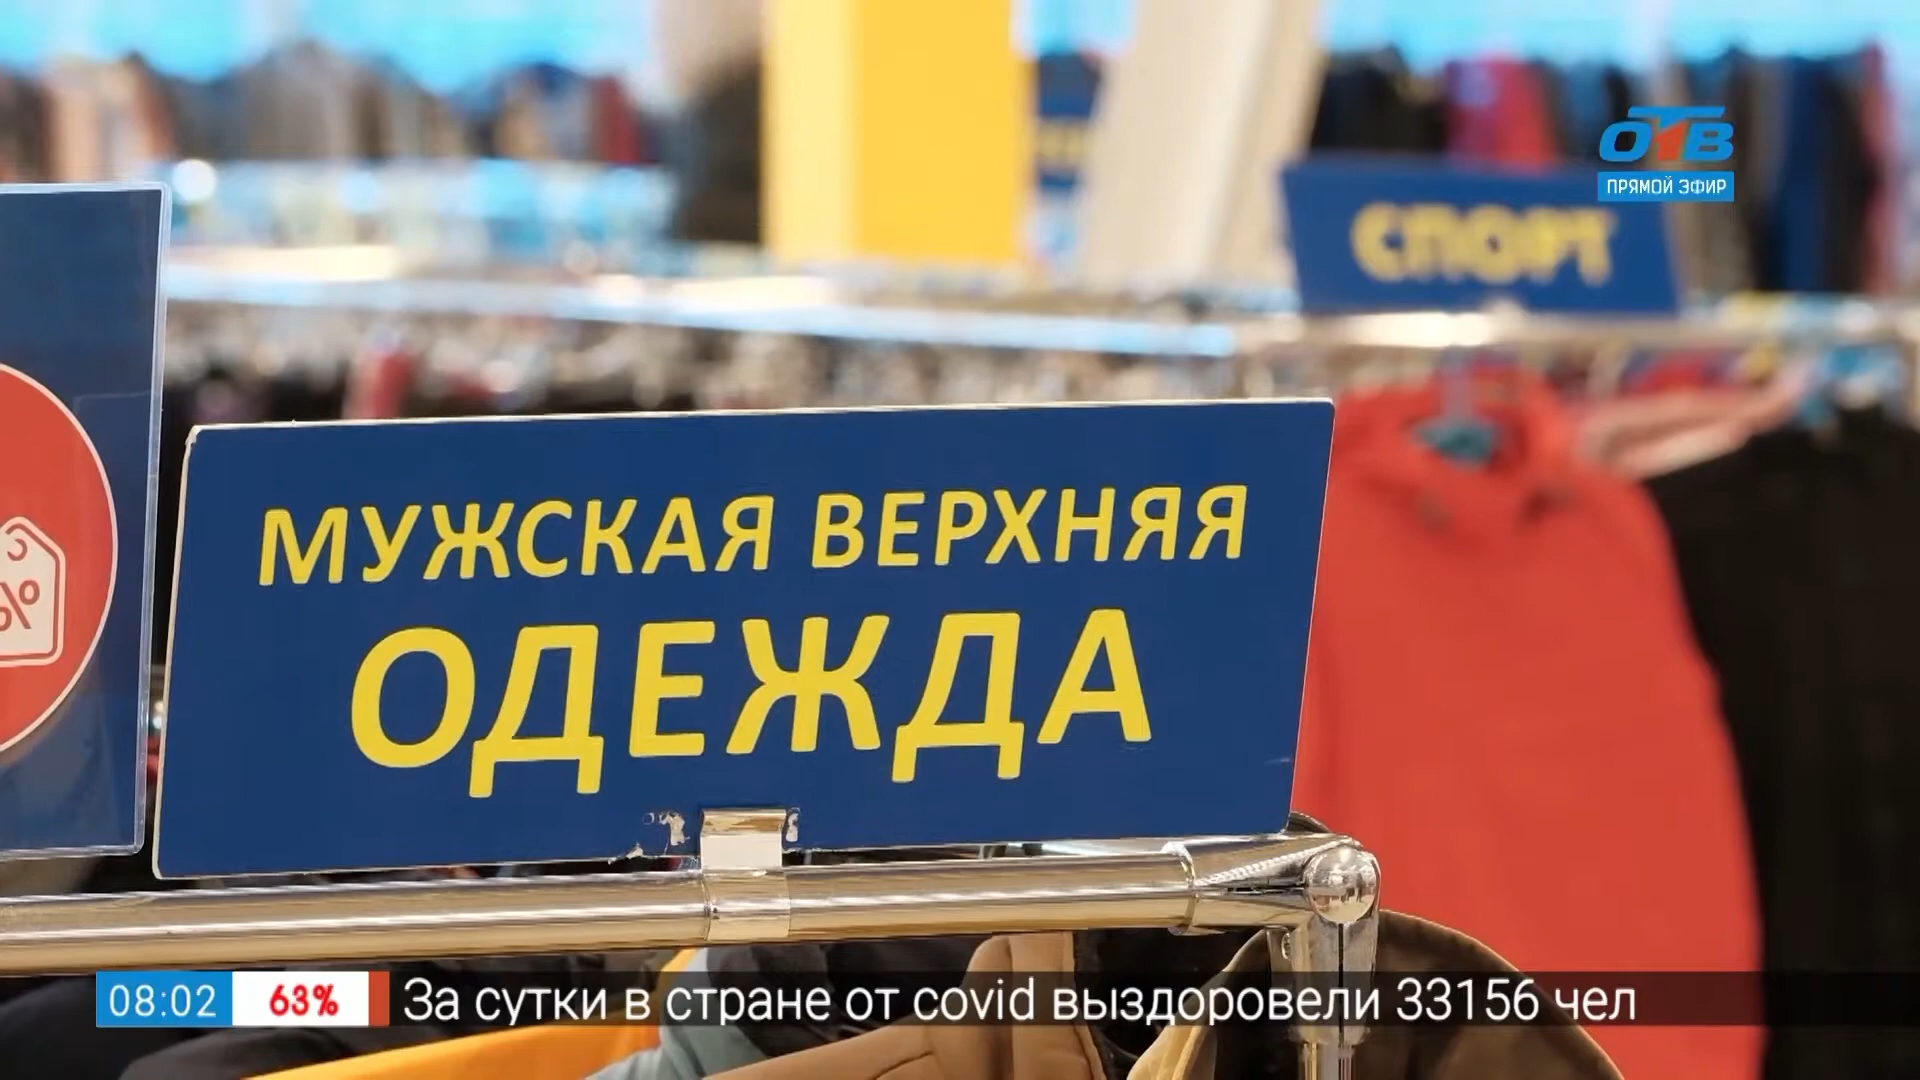 ОТВ
ПРЯМОЙ ЭФИР
СПОРТ
%
МУЖСКАЯ ВЕРХНЯЯ
ОДЕЖДА
08:02 63% За сутки в стране от covid выздоровели 33156 чел